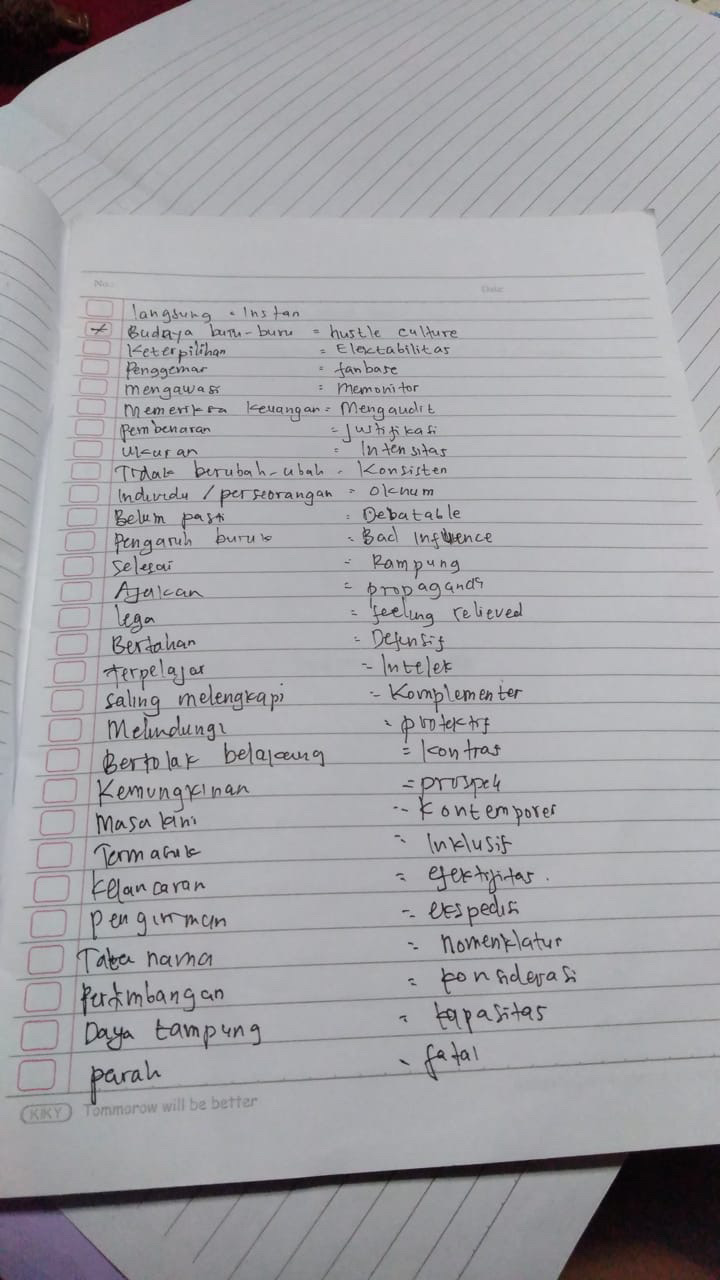 No.: Date:
langsung = Instan
Budaya buru-buru = hustle culture
Keterpilihan = Elektabilitas
Penggemar = fanbase
mengawasi = memonitor
Memeriksa keuangan = Mengaudit
pembenaran = justifikasi
Ukuran = Intensitas
Tidak berubah-ubah = Konsisten
Individu / perseorangan = oknum
Belum pasti = Debatable
Pengaruh buruk = Bad Influence
Selesai = Rampung
Ajakan = propaganda
lega = feeling relieved
Bertahan = Defensif
terpelajar = Intelek
saling melengkapi = Komplementer
Melindungi = protektif
Bertolak belakang = kontras
Kemungkinan = prospek
Masa kini = Kontemporer
Termasuk = Inklusif
kelancaran = efektifitas.
pengiriman = ekspedisi
Tata nama = nomenklatur
Pertimbangan = konsiderasi
Daya tampung = kapasitas
parah = fatal
KIKY Tommorow will be better